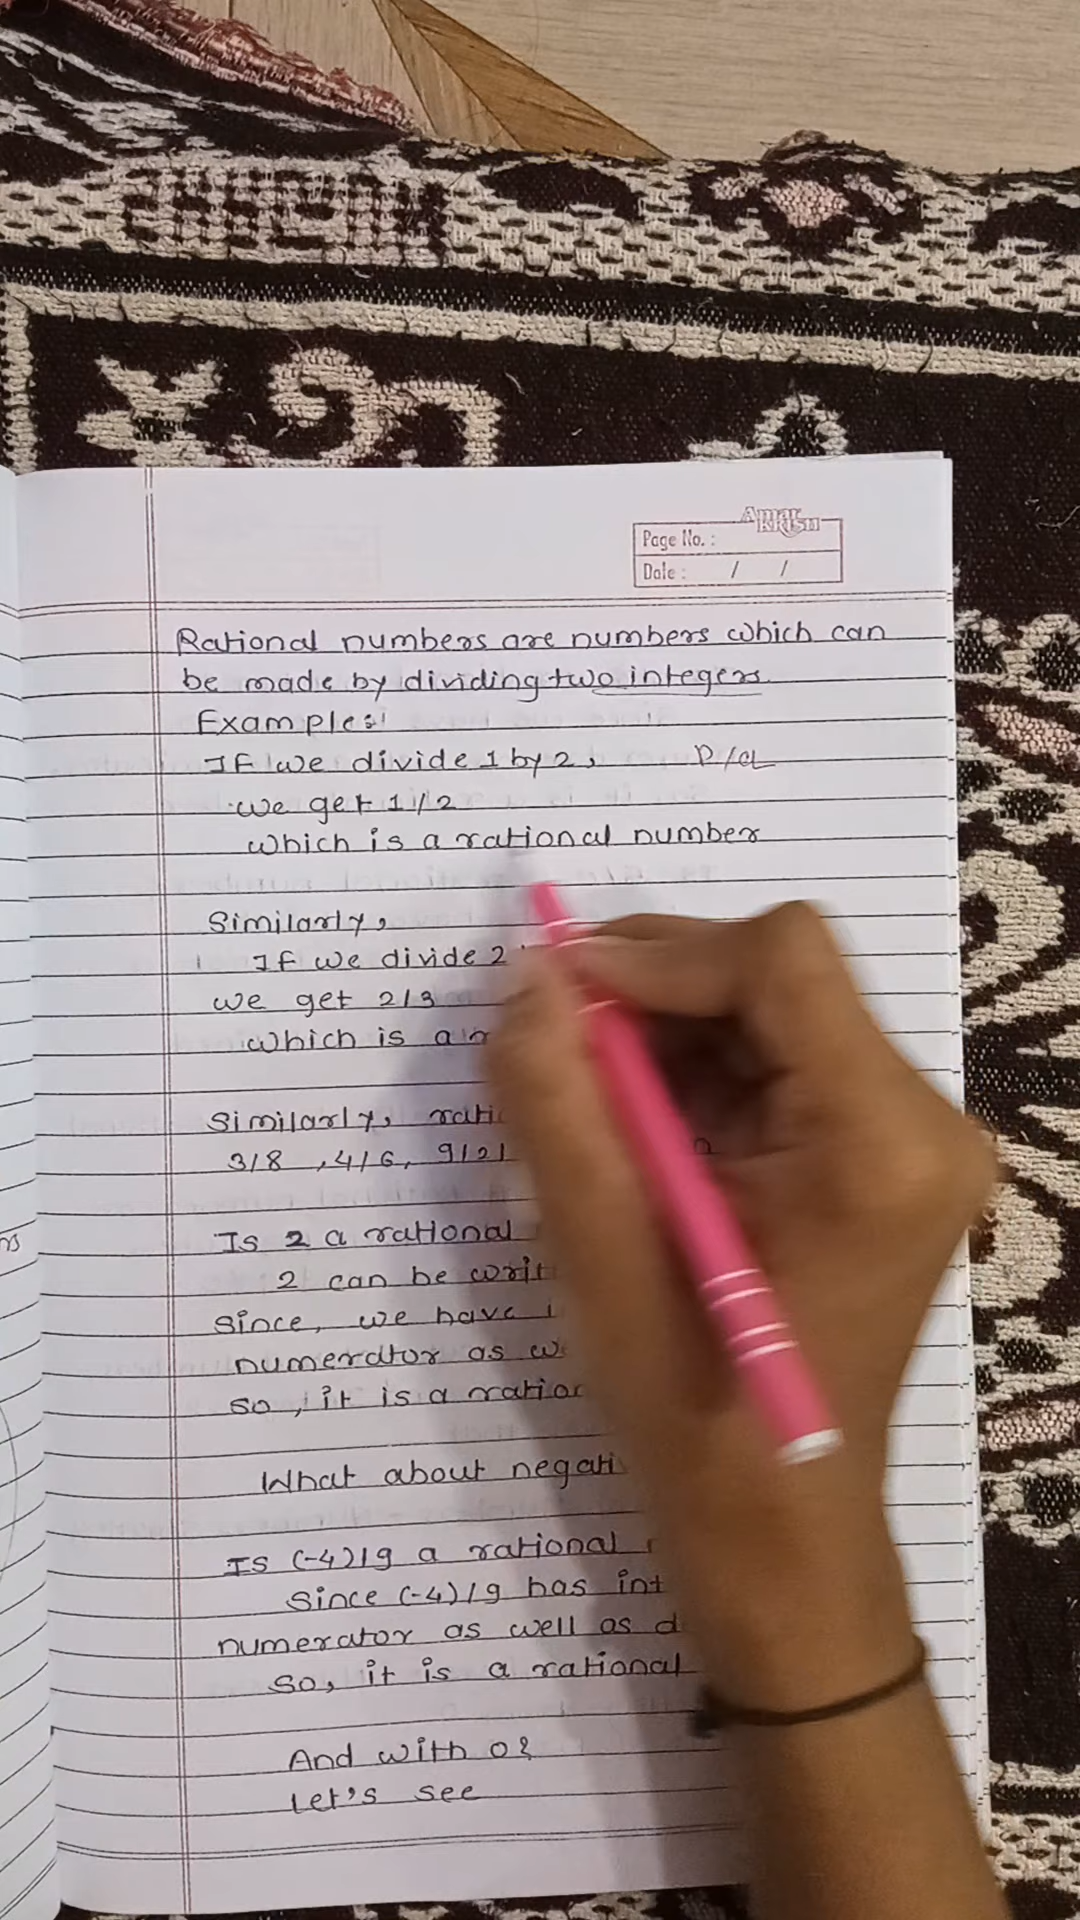 Amar
Page No. :
Date : / /
Rational numbers are numbers which can
be made by dividing two integers.
Examples:
If we divide 1 by 2, P/q
we get 1/2
which is a rational number
Similarly,
If we divide 2
we get 2/3
which is a
Similarly,
3/8 , 4/6, 9/21
Is 2 a rational
2 can be
since, we have
numerator as
so, it is a
What about
Is (-4)/9 a rational
Since (-4)/9 has
numerator as well as
So, it is a rational
And with 0?
Let's see